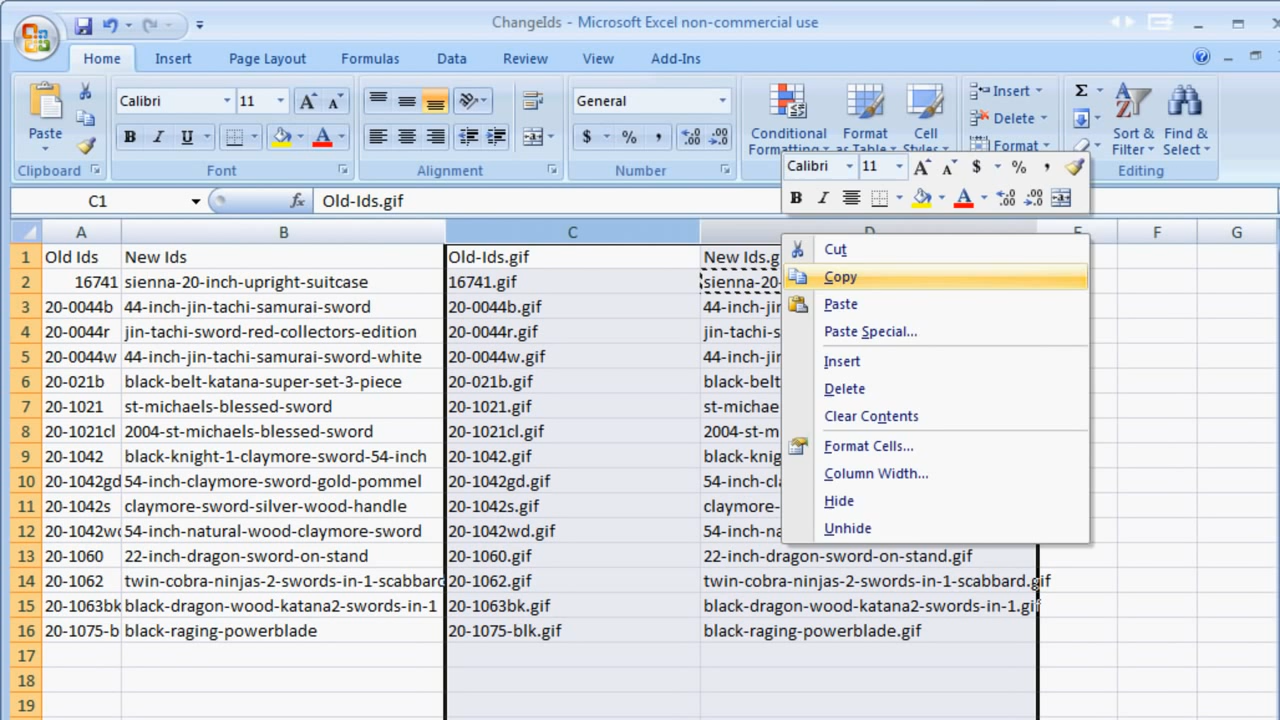 ChangeIds - Microsoft Excel non-commercial use
Home Insert Page Layout Formulas Data Review View Add-Ins
Paste
Clipboard
Calibri 11
B I U A
Font
Alignment
General
$ % , .00
Number
Conditional Formatting
Format as Table
Cell Styles
Insert
Delete
Format
Σ
Sort & Filter
Find & Select
Editing
Calibri 11 A A $ % ,
B I A
C1 fx Old-Ids.gif
A B C D F G
1 Old Ids New Ids Old-Ids.gif New Ids.g
2 16741 sienna-20-inch-upright-suitcase 16741.gif sienna-20-
3 20-0044b 44-inch-jin-tachi-samurai-sword 20-0044b.gif 44-inch-jin
4 20-0044r jin-tachi-sword-red-collectors-edition 20-0044r.gif jin-tachi-s
5 20-0044w 44-inch-jin-tachi-samurai-sword-white 20-0044w.gif 44-inch-jin
6 20-021b black-belt-katana-super-set-3-piece 20-021b.gif black-belt
7 20-1021 st-michaels-blessed-sword 20-1021.gif st-michae
8 20-1021cl 2004-st-michaels-blessed-sword 20-1021cl.gif 2004-st-m
9 20-1042 black-knight-1-claymore-sword-54-inch 20-1042.gif black-knig
10 20-1042gd 54-inch-claymore-sword-gold-pommel 20-1042gd.gif 54-inch-cl
11 20-1042s claymore-sword-silver-wood-handle 20-1042s.gif claymore-
12 20-1042wd 54-inch-natural-wood-claymore-sword 20-1042wd.gif 54-inch-na
13 20-1060 22-inch-dragon-sword-on-stand 20-1060.gif 22-inch-dragon-sword-on-stand.gif
14 20-1062 twin-cobra-ninjas-2-swords-in-1-scabbard 20-1062.gif twin-cobra-ninjas-2-swords-in-1-scabbard.gif
15 20-1063bk black-dragon-wood-katana2-swords-in-1 20-1063bk.gif black-dragon-wood-katana2-swords-in-1.gif
16 20-1075-b black-raging-powerblade 20-1075-blk.gif black-raging-powerblade.gif
17
18
19
Cut
Copy
Paste
Paste Special...
Insert
Delete
Clear Contents
Format Cells...
Column Width...
Hide
Unhide